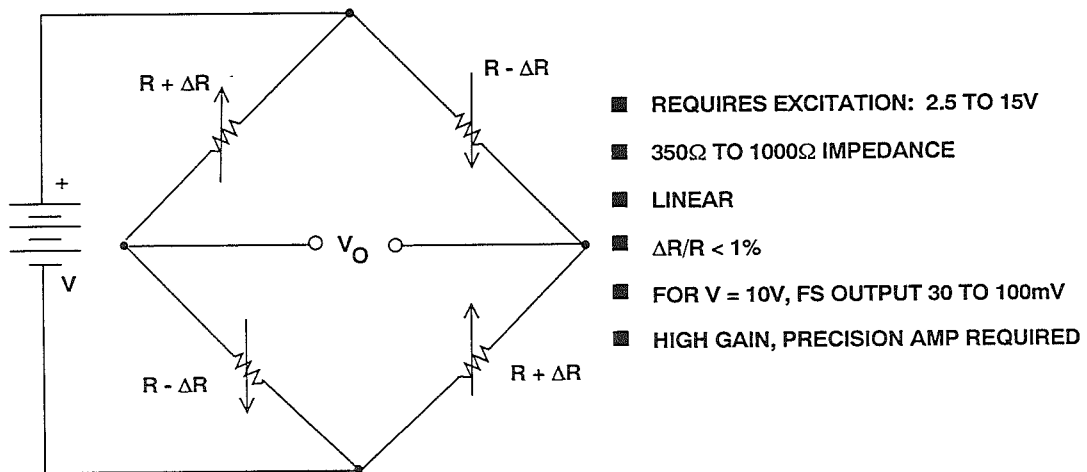 R + ΔR
R - ΔR
+
V
V_O
R - ΔR
R + ΔR
■ REQUIRES EXCITATION: 2.5 TO 15V
■ 350Ω TO 1000Ω IMPEDANCE
■ LINEAR
■ ΔR/R < 1%
■ FOR V = 10V, FS OUTPUT 30 TO 100mV
■ HIGH GAIN, PRECISION AMP REQUIRED